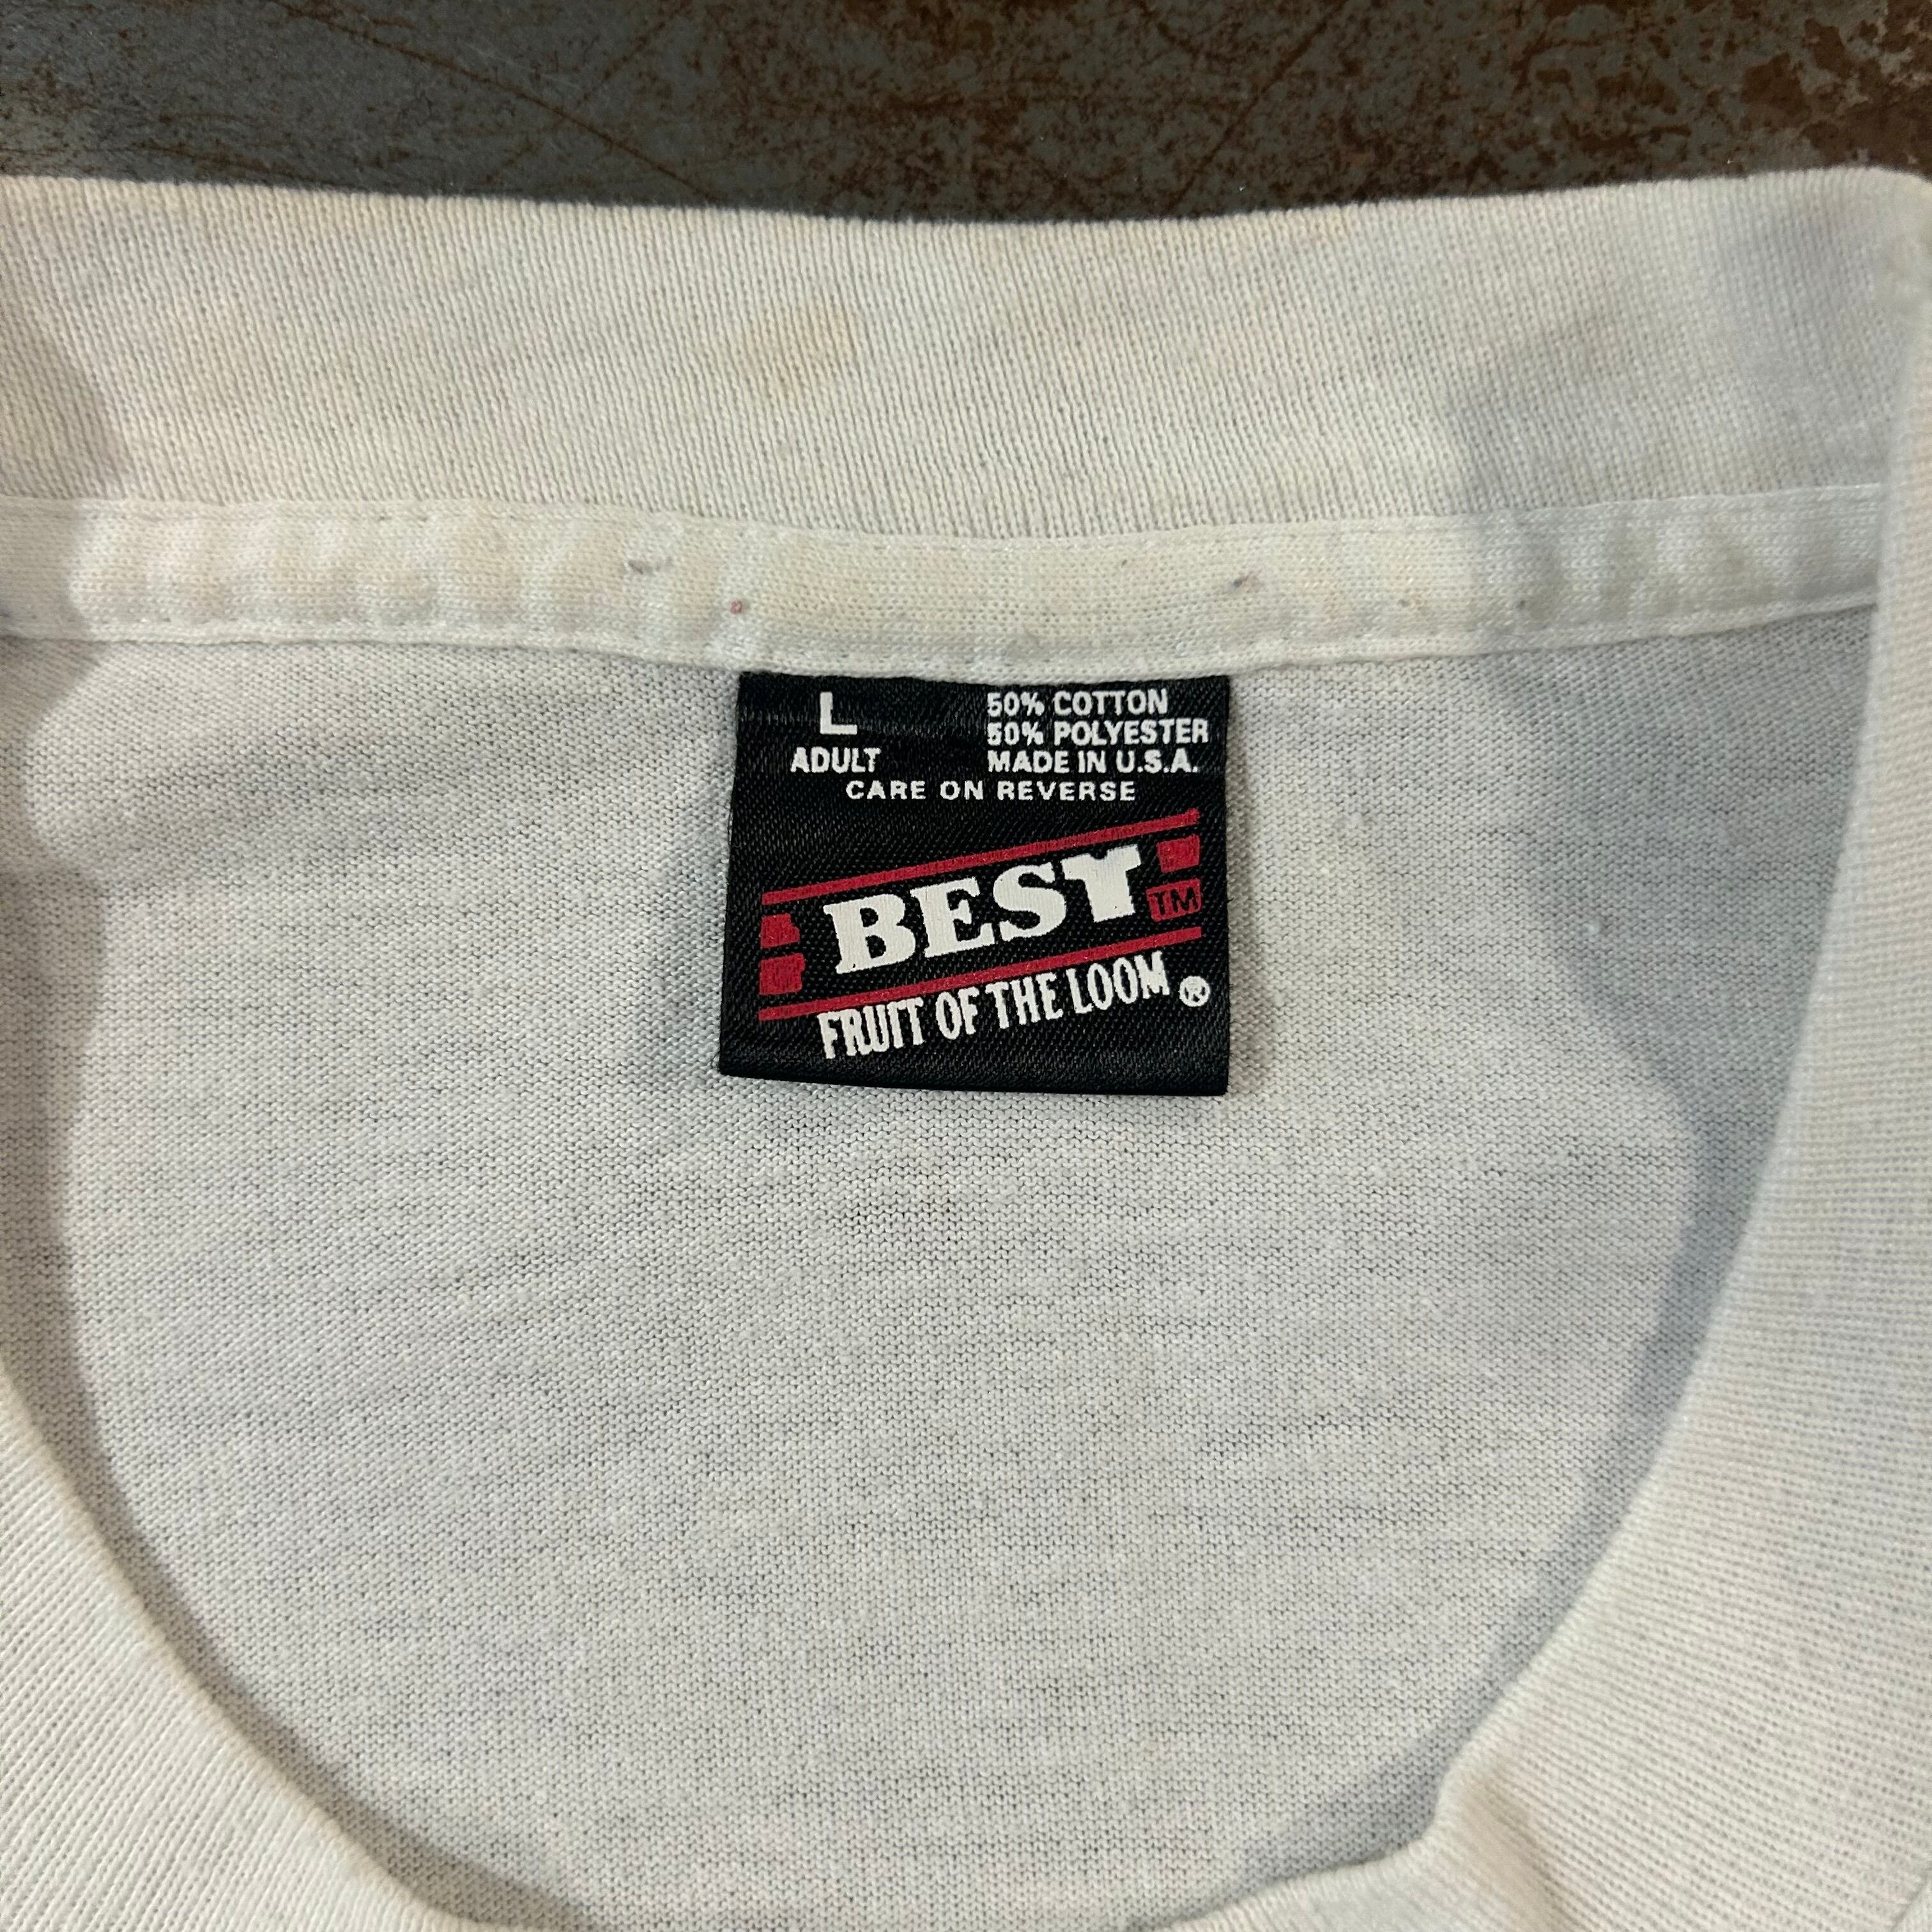 L
ADULT
50% COTTON
50% POLYESTER
MADE IN U.S.A.
CARE ON REVERSE
BEST TM
FRUIT OF THE LOOM ®